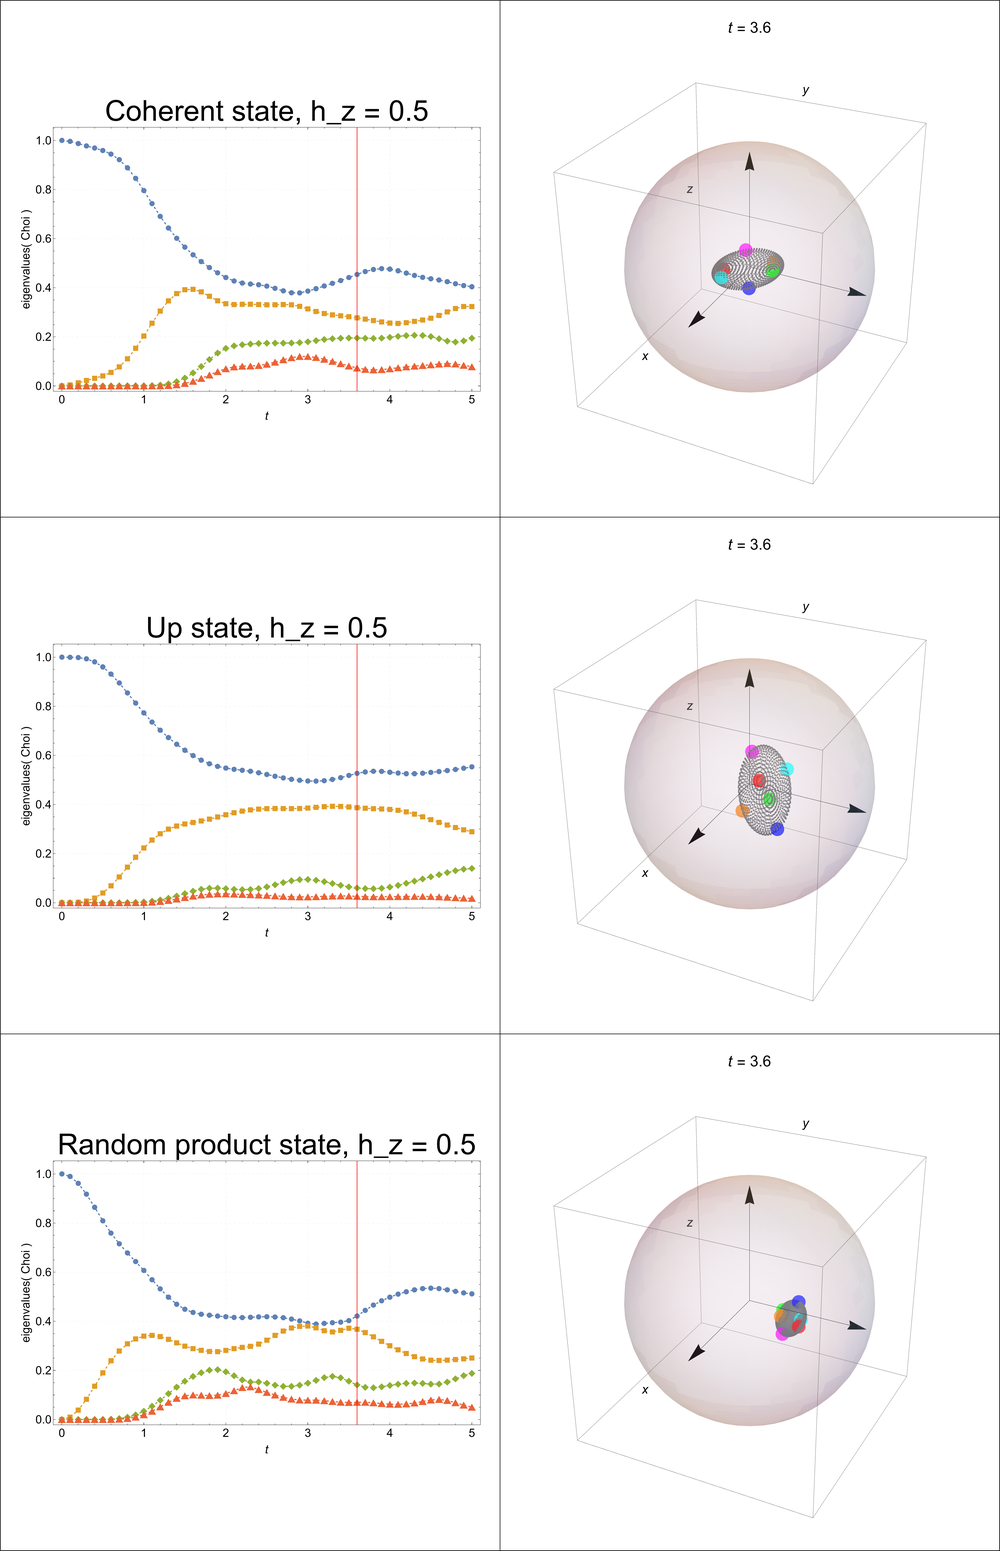 Coherent state, h_z = 0.5
eigenvalues( Choi )
1.0
0.8
0.6
0.4
0.2
0.0
0 1 2 3 4 5
t
t = 3.6
y
z
x
Up state, h_z = 0.5
eigenvalues( Choi )
1.0
0.8
0.6
0.4
0.2
0.0
0 1 2 3 4 5
t
t = 3.6
y
z
x
Random product state, h_z = 0.5
eigenvalues( Choi )
1.0
0.8
0.6
0.4
0.2
0.0
0 1 2 3 4 5
t
t = 3.6
y
z
x